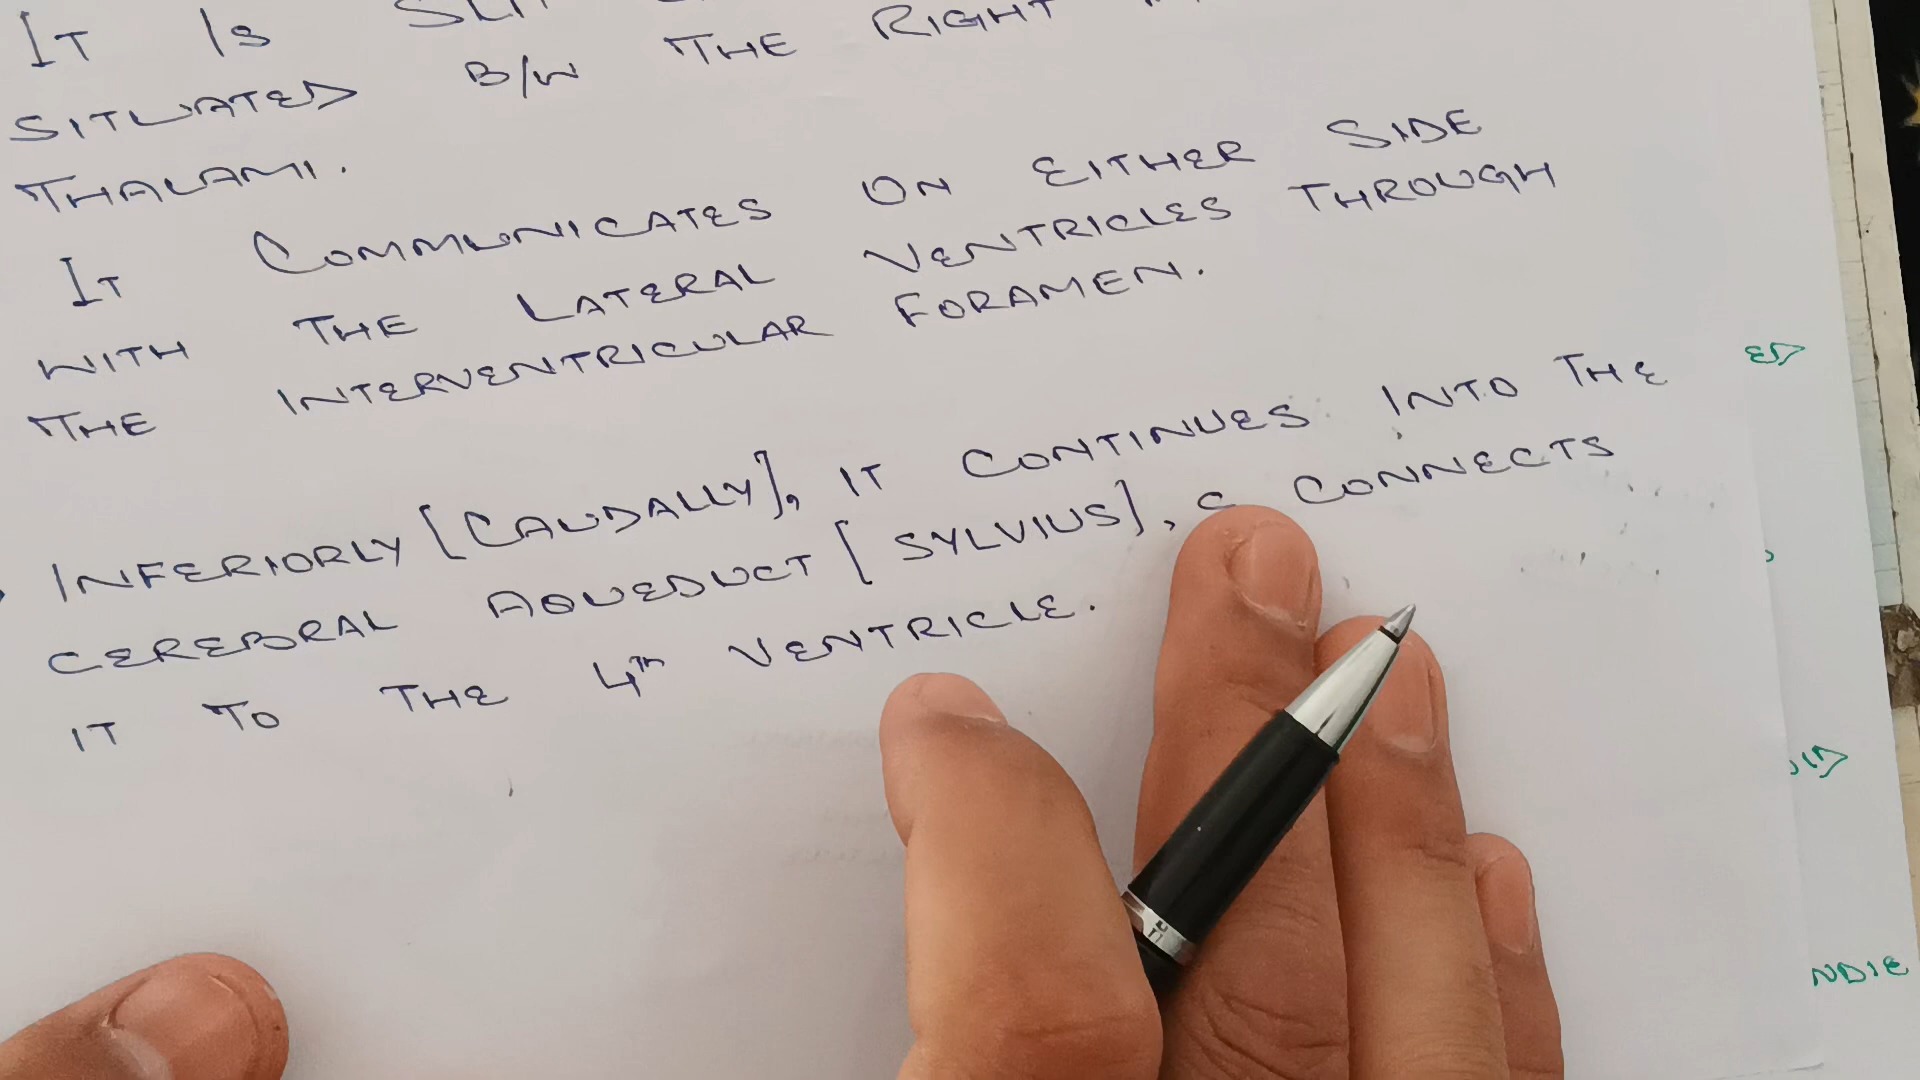 IT IS SLIT
SITUATED B/W THE RIGHT
THALAMI.
IT COMMUNICATES ON EITHER SIDE
WITH THE LATERAL VENTRICLES THROUGH
THE INTERVENTRICULAR FORAMEN.
INFERIORLY [CAUDALLY], IT CONTINUES INTO THE
CEREBRAL AQUEDUCT [SYLVIUS], CONNECTS
IT TO THE 4TH VENTRICLE.